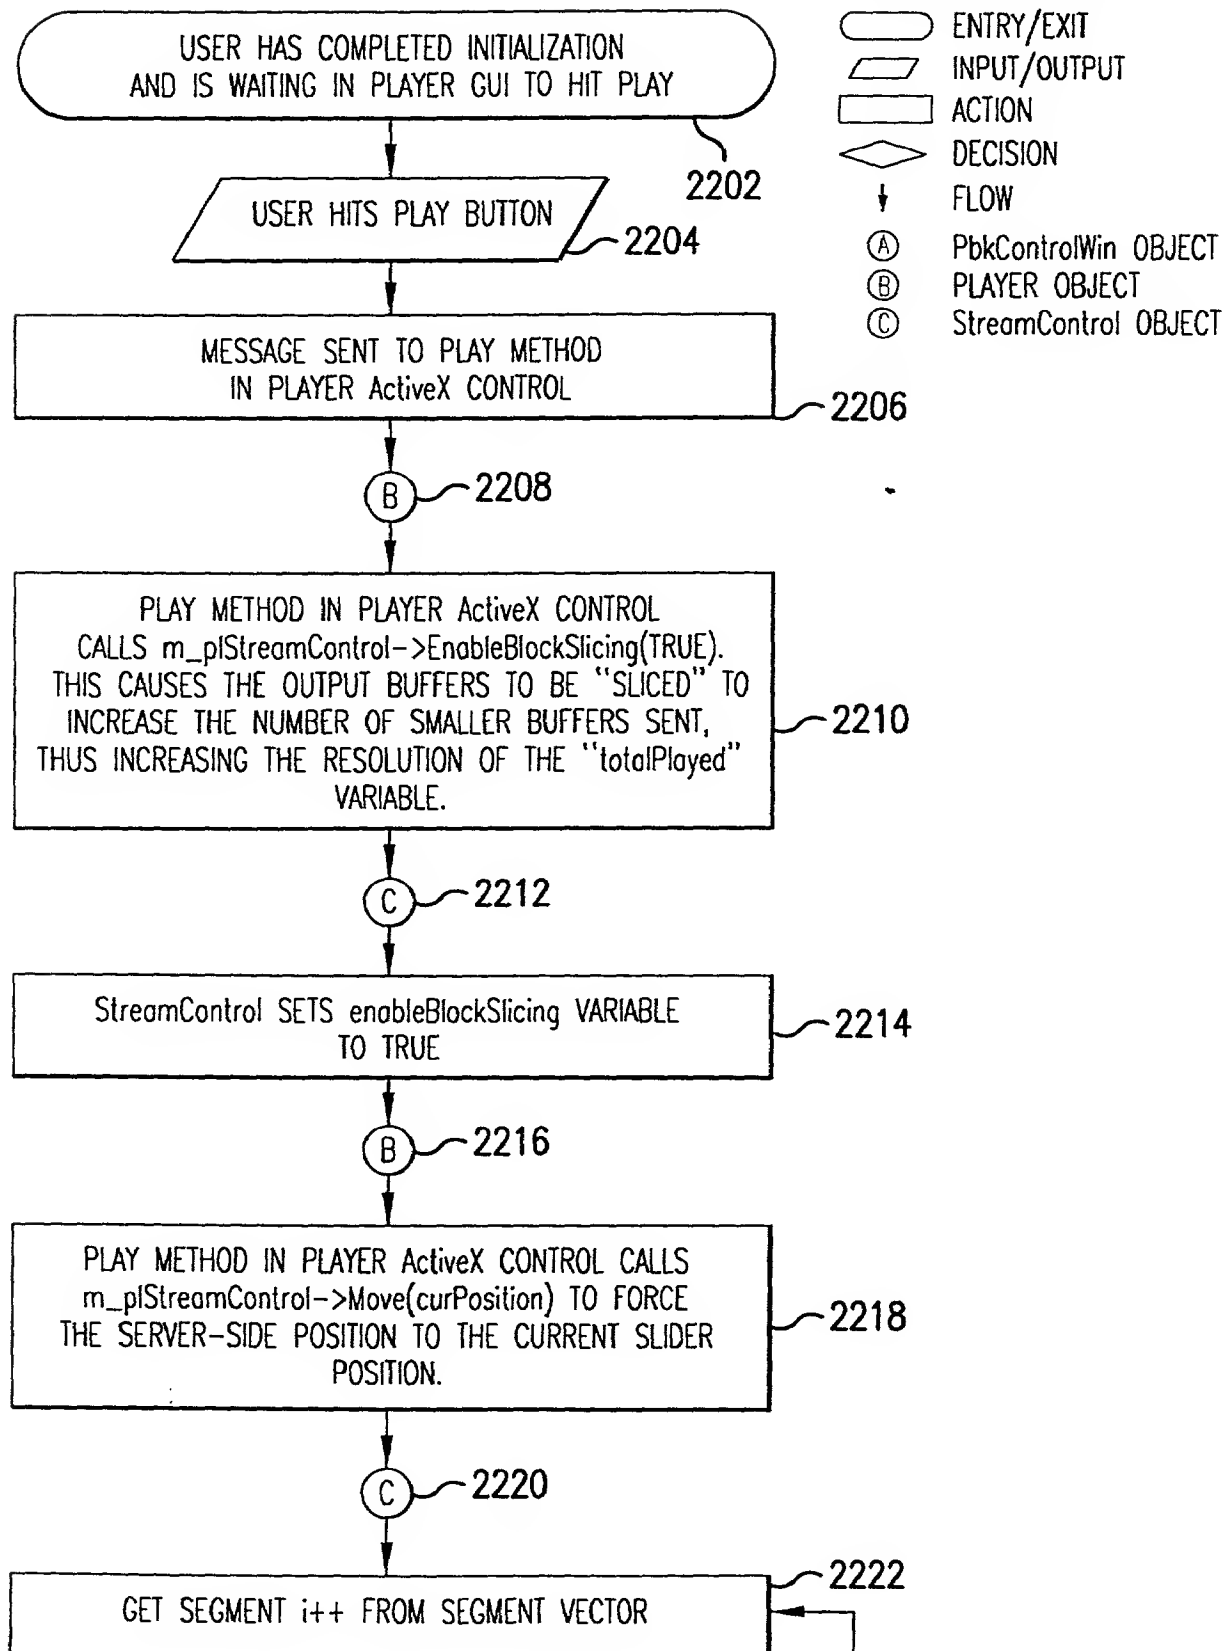 USER HAS COMPLETED INITIALIZATION
AND IS WAITING IN PLAYER GUI TO HIT PLAY
2202
USER HITS PLAY BUTTON
2204
MESSAGE SENT TO PLAY METHOD
IN PLAYER ActiveX CONTROL
2206
B
2208
PLAY METHOD IN PLAYER ActiveX CONTROL
CALLS m_plStreamControl->EnableBlockSlicing(TRUE).
THIS CAUSES THE OUTPUT BUFFERS TO BE "SLICED" TO
INCREASE THE NUMBER OF SMALLER BUFFERS SENT,
THUS INCREASING THE RESOLUTION OF THE "totalPlayed"
VARIABLE.
2210
C
2212
StreamControl SETS enableBlockSlicing VARIABLE
TO TRUE
2214
B
2216
PLAY METHOD IN PLAYER ActiveX CONTROL CALLS
m_plStreamControl->Move(curPosition) TO FORCE
THE SERVER-SIDE POSITION TO THE CURRENT SLIDER
POSITION.
2218
C
2220
2222
GET SEGMENT i++ FROM SEGMENT VECTOR
ENTRY/EXIT
INPUT/OUTPUT
ACTION
DECISION
FLOW
A PbkControlWin OBJECT
B PLAYER OBJECT
C StreamControl OBJECT